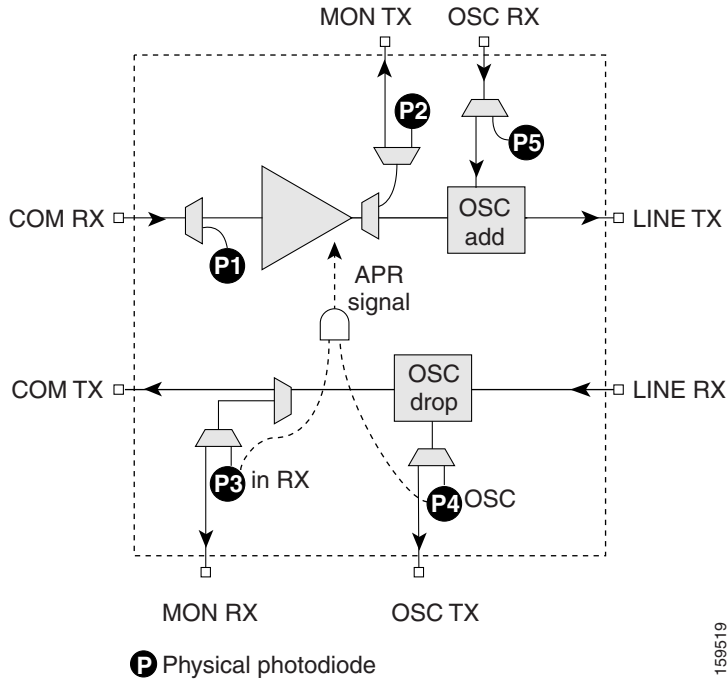 MON TX
OSC RX
P2
P5
COM RX
OSC
add
LINE TX
P1
APR
signal
COM TX
OSC
drop
LINE RX
P3 in RX
P4 OSC
MON RX
OSC TX
P Physical photodiode
159519